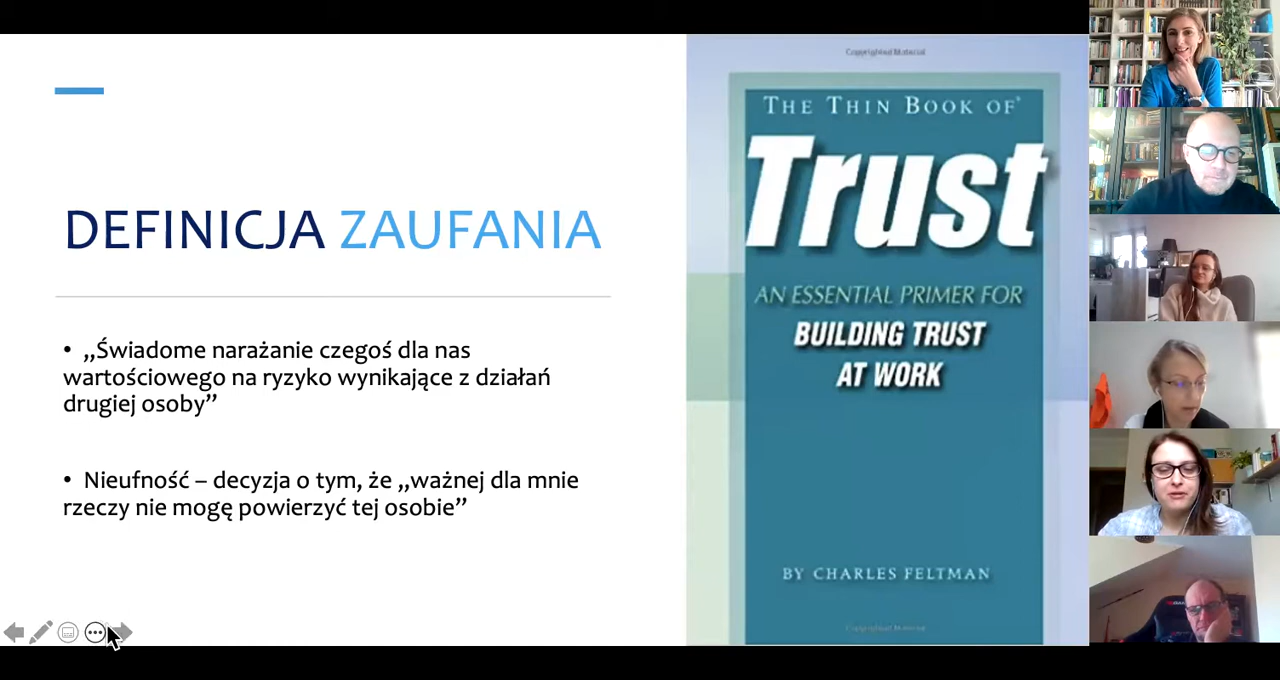 DEFINICJA ZAUFANIA
• „Świadome narażanie czegoś dla nas
wartościowego na ryzyko wynikające z działań
drugiej osoby”
• Nieufność – decyzja o tym, że „ważnej dla mnie
rzeczy nie mogę powierzyć tej osobie”
Copyrighted Material
THE THIN BOOK OF®
Trust
AN ESSENTIAL PRIMER FOR
BUILDING TRUST
AT WORK
BY CHARLES FELTMAN
Copyrighted Material